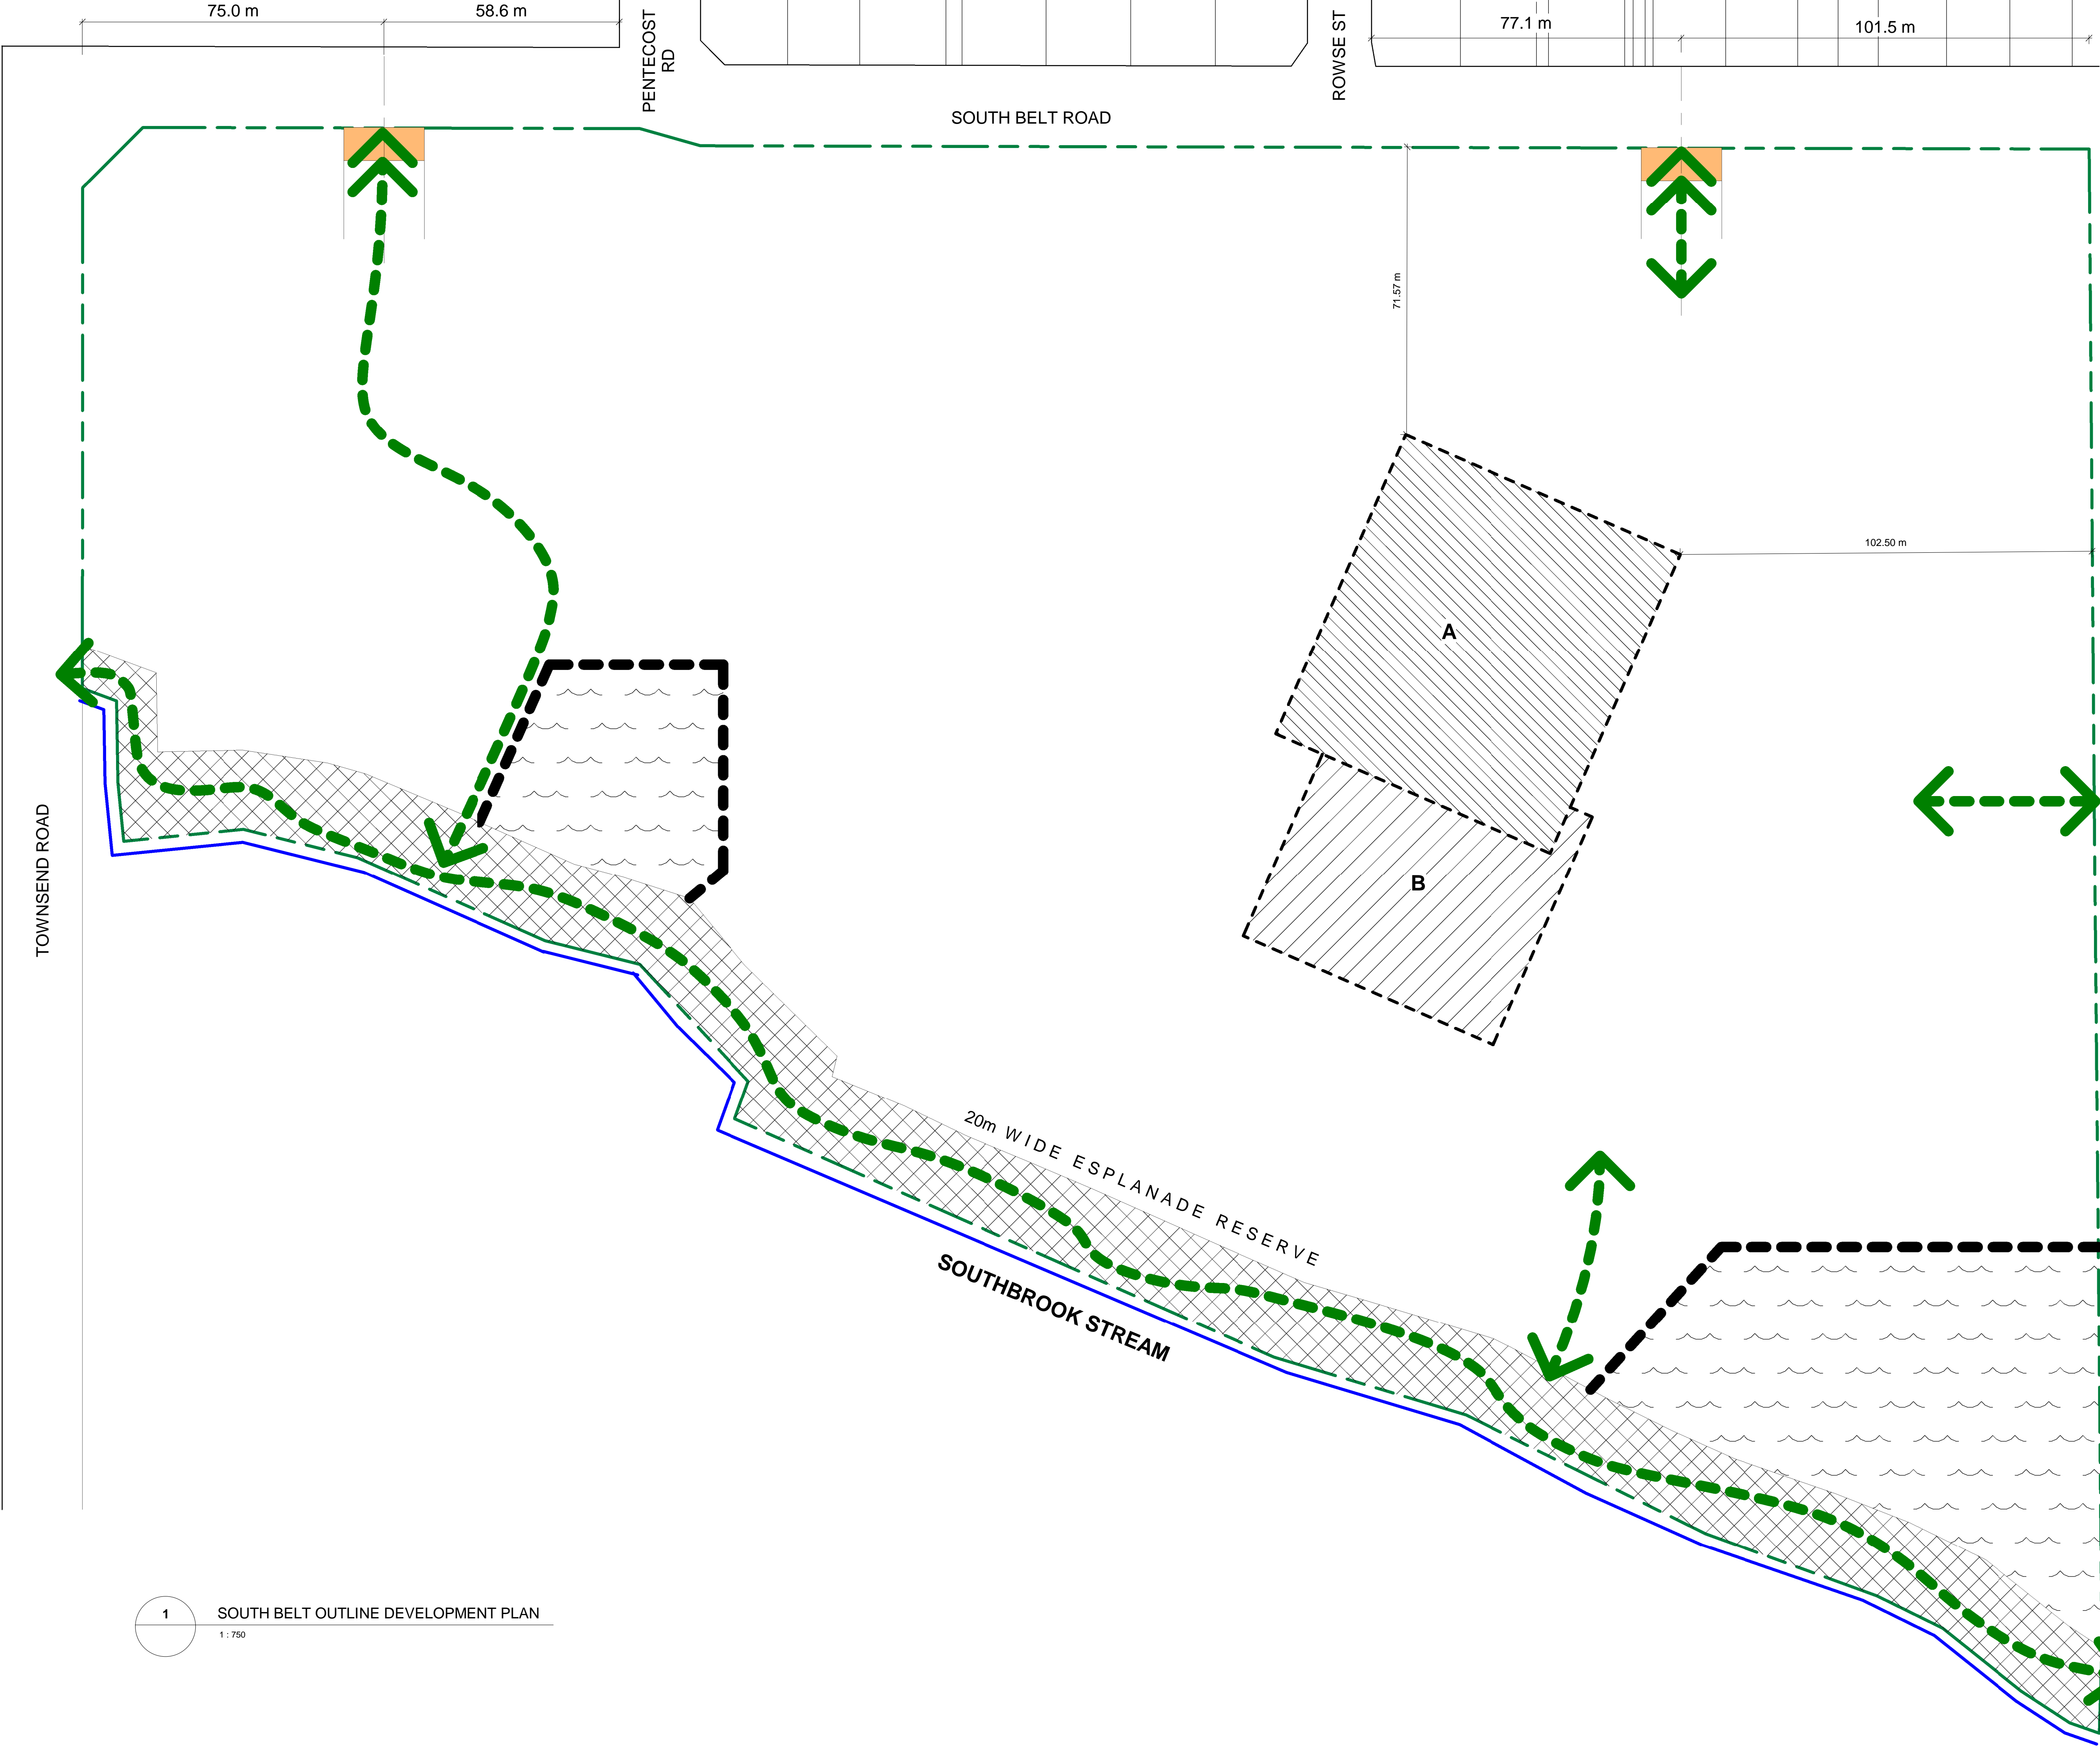 75.0 m
58.6 m
PENTECOST
RD
ROWSE ST
77.1 m
101.5 m
SOUTH BELT ROAD
71.57 m
102.50 m
A
B
TOWNSEND ROAD
20m WIDE ESPLANADE RESERVE
SOUTHBROOK STREAM
1
SOUTH BELT OUTLINE DEVELOPMENT PLAN
1 : 750